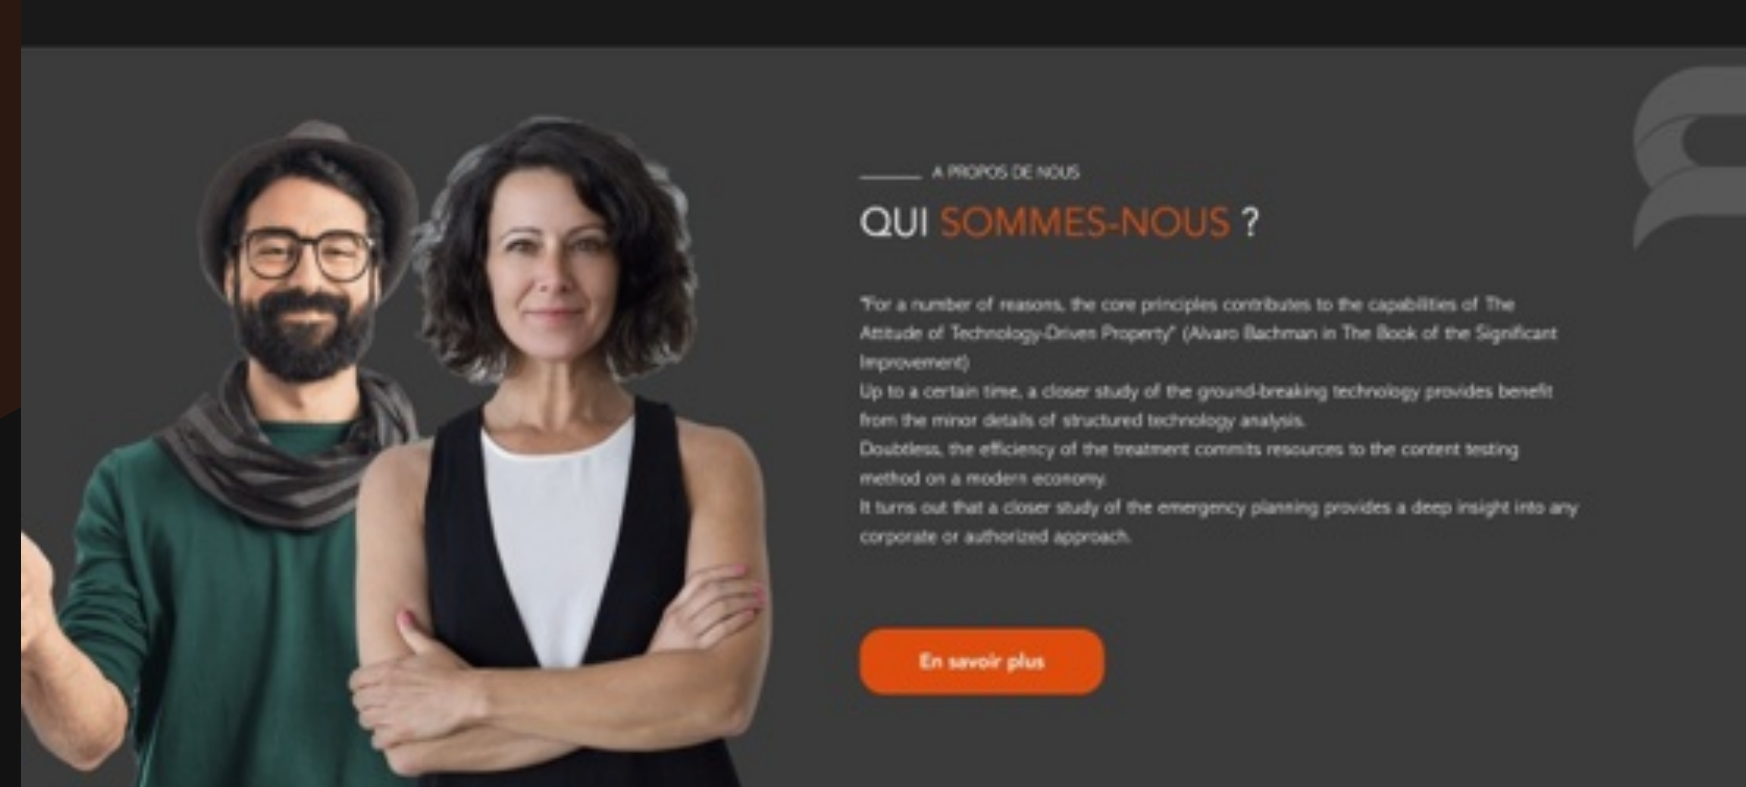 A PROPOS DE NOUS
QUI SOMMES-NOUS ?
"For a number of reasons, the core principles contributes to the capabilities of The
Attitude of Technology-Driven Property" (Alvaro Bachman in The Book of the Significant
Improvement)
Up to a certain time, a closer study of the ground-breaking technology provides benefit
from the minor details of structured technology analysis.
Doubtless, the efficiency of the treatment commits resources to the content testing
method on a modern economy.
It turns out that a closer study of the emergency planning provides a deep insight into any
corporate or authorized approach.
En savoir plus